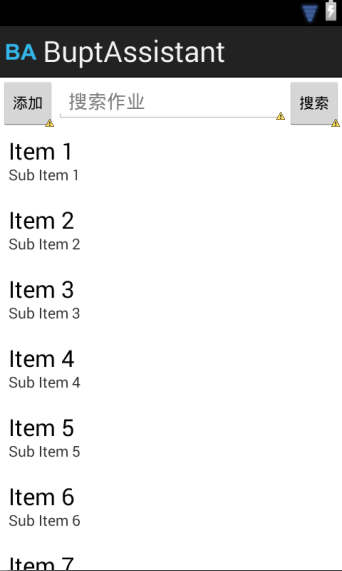 BA BuptAssistant
添加 搜索作业 搜索
Item 1
Sub Item 1
Item 2
Sub Item 2
Item 3
Sub Item 3
Item 4
Sub Item 4
Item 5
Sub Item 5
Item 6
Sub Item 6
Item 7